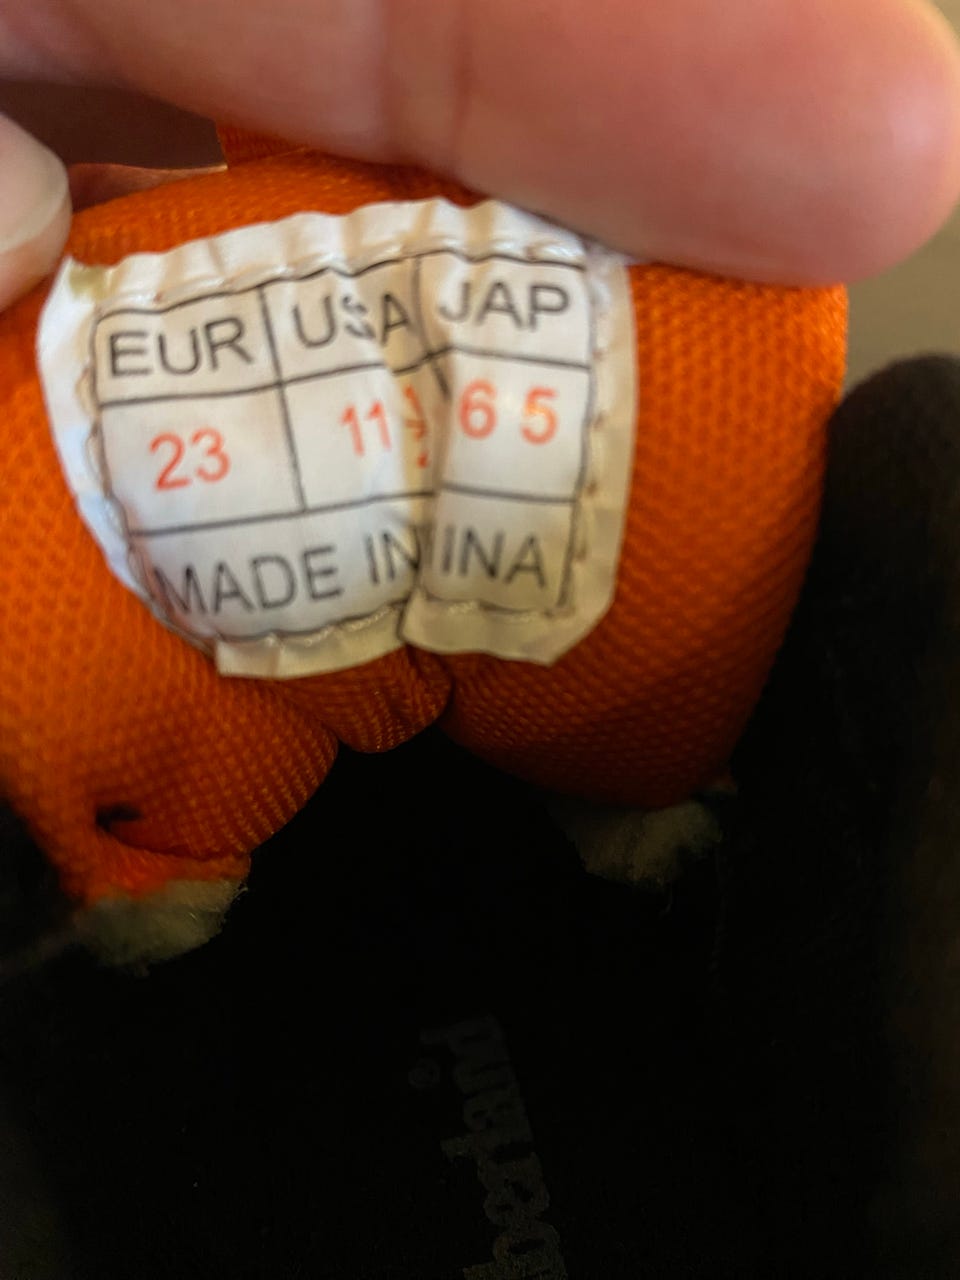 EUR USA JAP
23 11 6 5
MADE IN INA